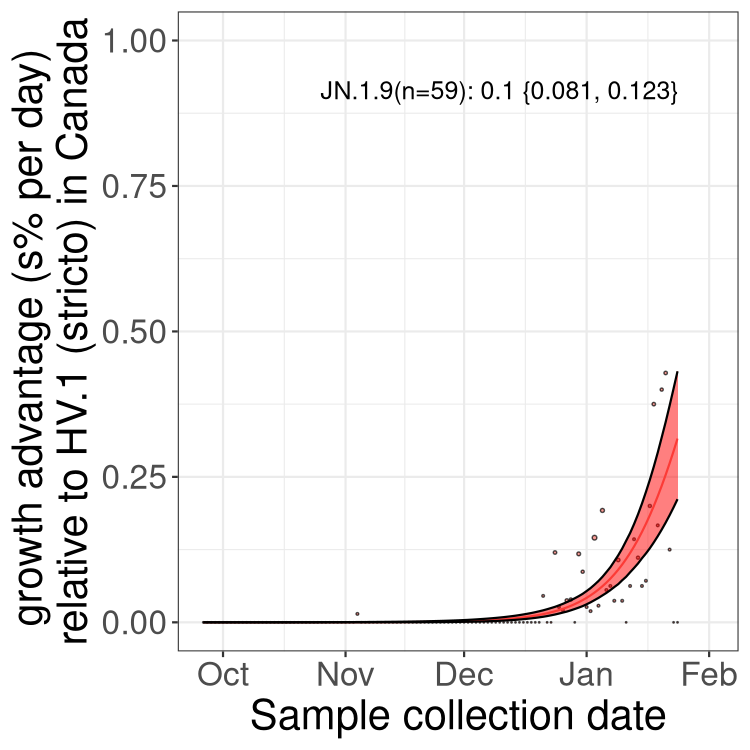 growth advantage (s% per day)
relative to HV.1 (stricto) in Canada
1.00
JN.1.9(n=59): 0.1 {0.081, 0.123}
0.75
0.50
0.25
0.00
Oct Nov Dec Jan Feb
Sample collection date